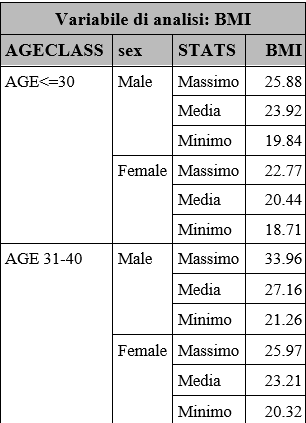 Variabile di analisi: BMI
AGECLASS sex STATS BMI
AGE<=30 Male Massimo 25.88
Media 23.92
Minimo 19.84
Female Massimo 22.77
Media 20.44
Minimo 18.71
AGE 31-40 Male Massimo 33.96
Media 27.16
Minimo 21.26
Female Massimo 25.97
Media 23.21
Minimo 20.32